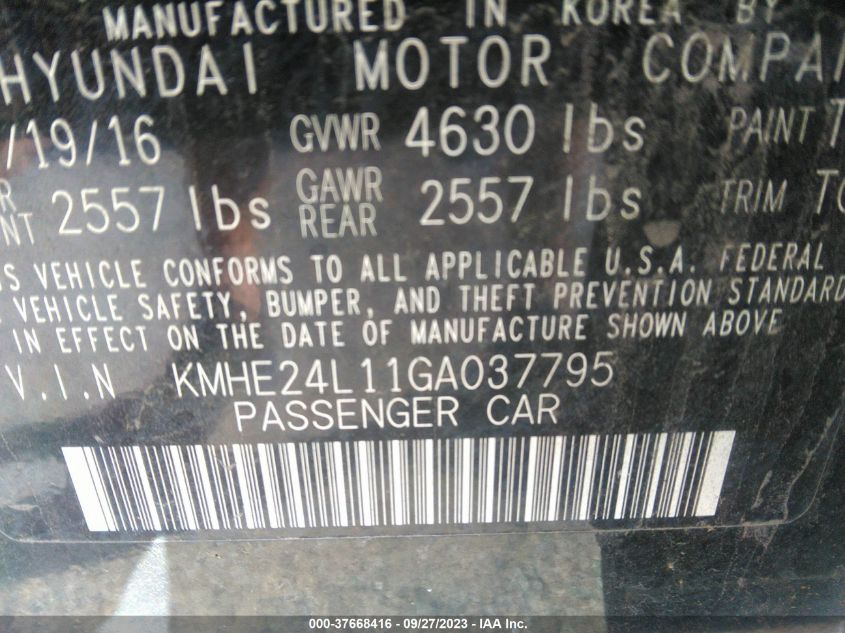 MANUFACTURED IN KOREA BY
HYUNDAI MOTOR COMPA
/19/16 GVWR 4630 lbs PAINT
2557 lbs GAWR REAR 2557 lbs TRIM
VEHICLE CONFORMS TO ALL APPLICABLE U.S.A. FEDERAL
VEHICLE SAFETY, BUMPER, AND THEFT PREVENTION STANDARD
IN EFFECT ON THE DATE OF MANUFACTURE SHOWN ABOVE
V.I.N KMHE24L11GA037795
PASSENGER CAR
000-37668416 - 09/27/2023 - IAA Inc.